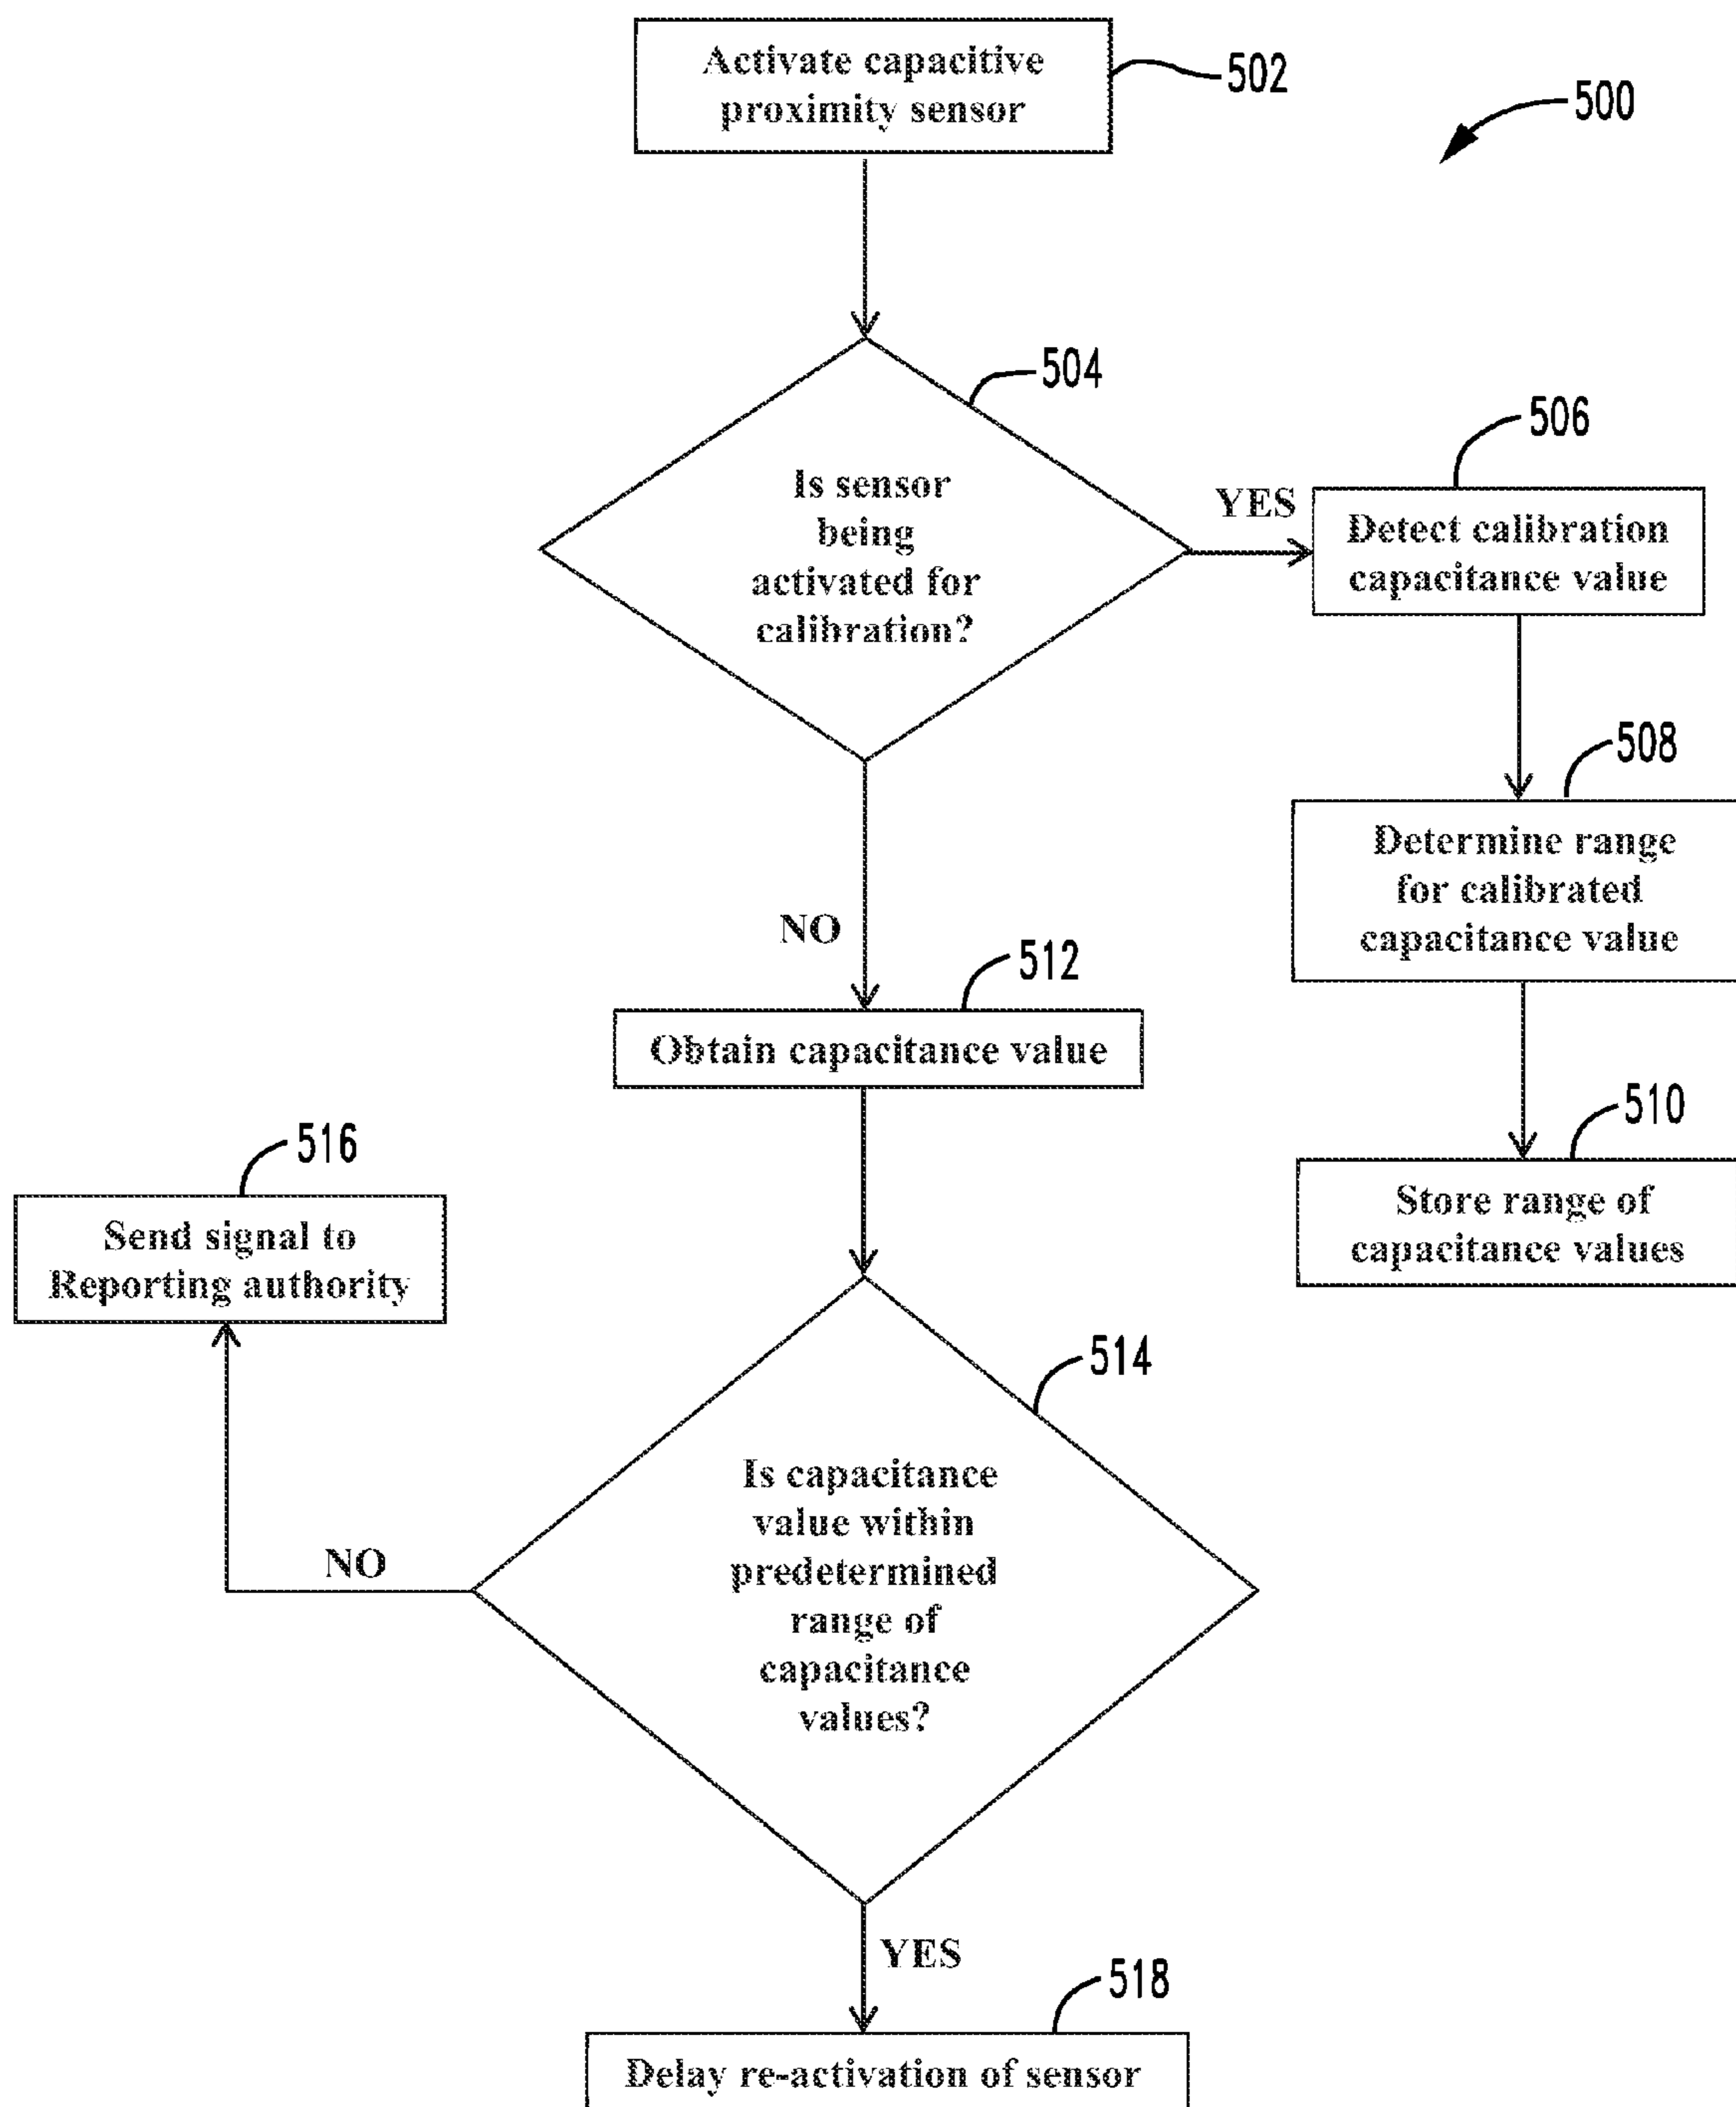 Activate capacitive
proximity sensor
502
500
504
Is sensor
being
activated for
calibration?
YES
506
Detect calibration
capacitance value
508
Determine range
for calibrated
capacitance value
NO
512
Obtain capacitance value
510
Store range of
capacitance values
516
Send signal to
Reporting authority
514
Is capacitance
value within
predetermined
range of
capacitance
values?
NO
YES
518
Delay re-activation of sensor